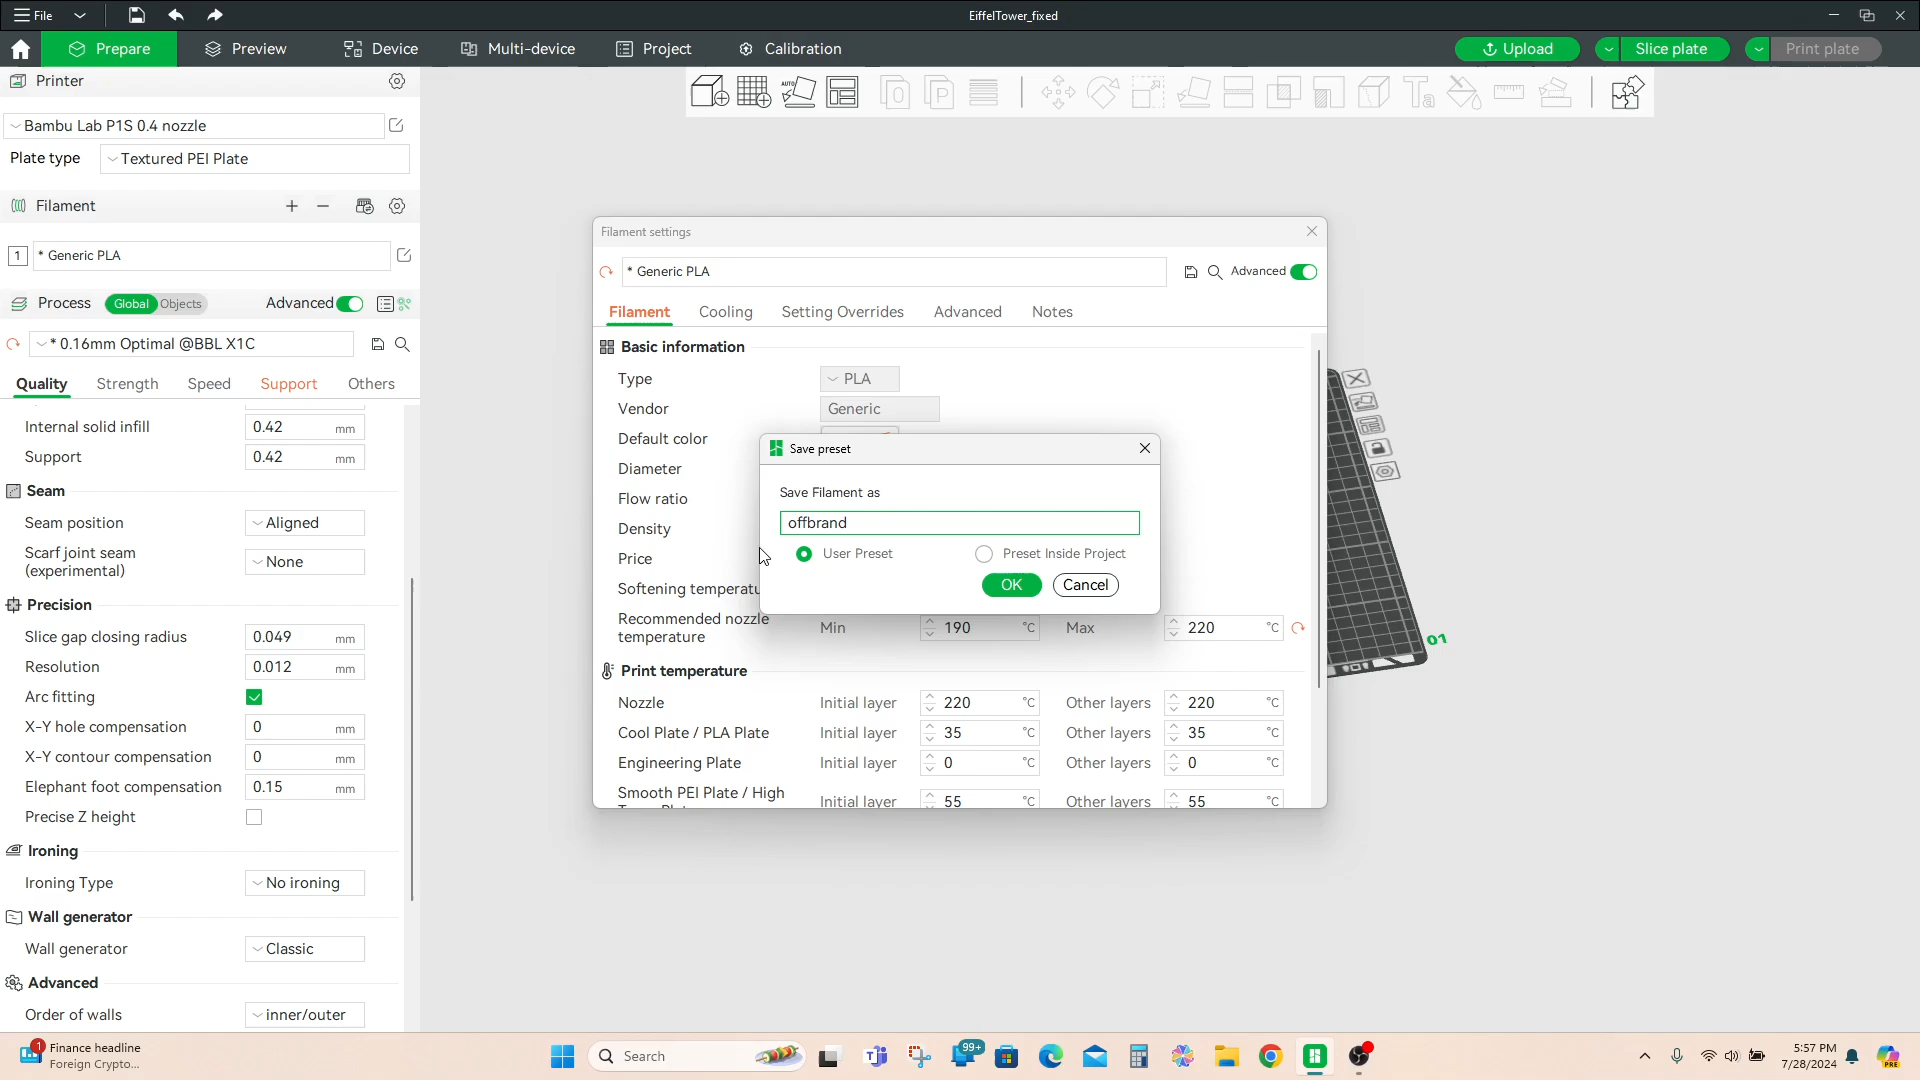 File
EiffelTower_fixed
Prepare
Preview
Device
Multi-device
Project
Calibration
Upload
Slice plate
Print plate
Printer
Bambu Lab P1S 0.4 nozzle
Plate type
Textured PEI Plate
Filament
1
* Generic PLA
Process
Global
Objects
Advanced
* 0.16mm Optimal @BBL X1C
Quality
Strength
Speed
Support
Others
Internal solid infill 0.42 mm
Support 0.42 mm
Seam
Seam position Aligned
Scarf joint seam
(experimental)
None
Precision
Slice gap closing radius 0.049 mm
Resolution 0.012 mm
Arc fitting
X-Y hole compensation 0 mm
X-Y contour compensation 0 mm
Elephant foot compensation 0.15 mm
Precise Z height
Ironing
Ironing Type No ironing
Wall generator
Wall generator Classic
Advanced
Order of walls inner/outer
AUTO
Filament settings
* Generic PLA
Advanced
Filament
Cooling
Setting Overrides
Advanced
Notes
Basic information
Type PLA
Vendor Generic
Default color
Diameter
Flow ratio
Density
Price
Softening temperatu
Recommended nozzle
temperature
Min 190 °C Max 220 °C
Print temperature
Nozzle Initial layer 220 °C Other layers 220 °C
Cool Plate / PLA Plate Initial layer 35 °C Other layers 35 °C
Engineering Plate Initial layer 0 °C Other layers 0 °C
Smooth PEI Plate / High
Initial layer 55 °C Other layers 55 °C
Save preset
Save Filament as
offbrand
User Preset
Preset Inside Project
OK
Cancel
01
1
Finance headline
Foreign Crypto...
Search
99+
5:57 PM
7/28/2024
PRE